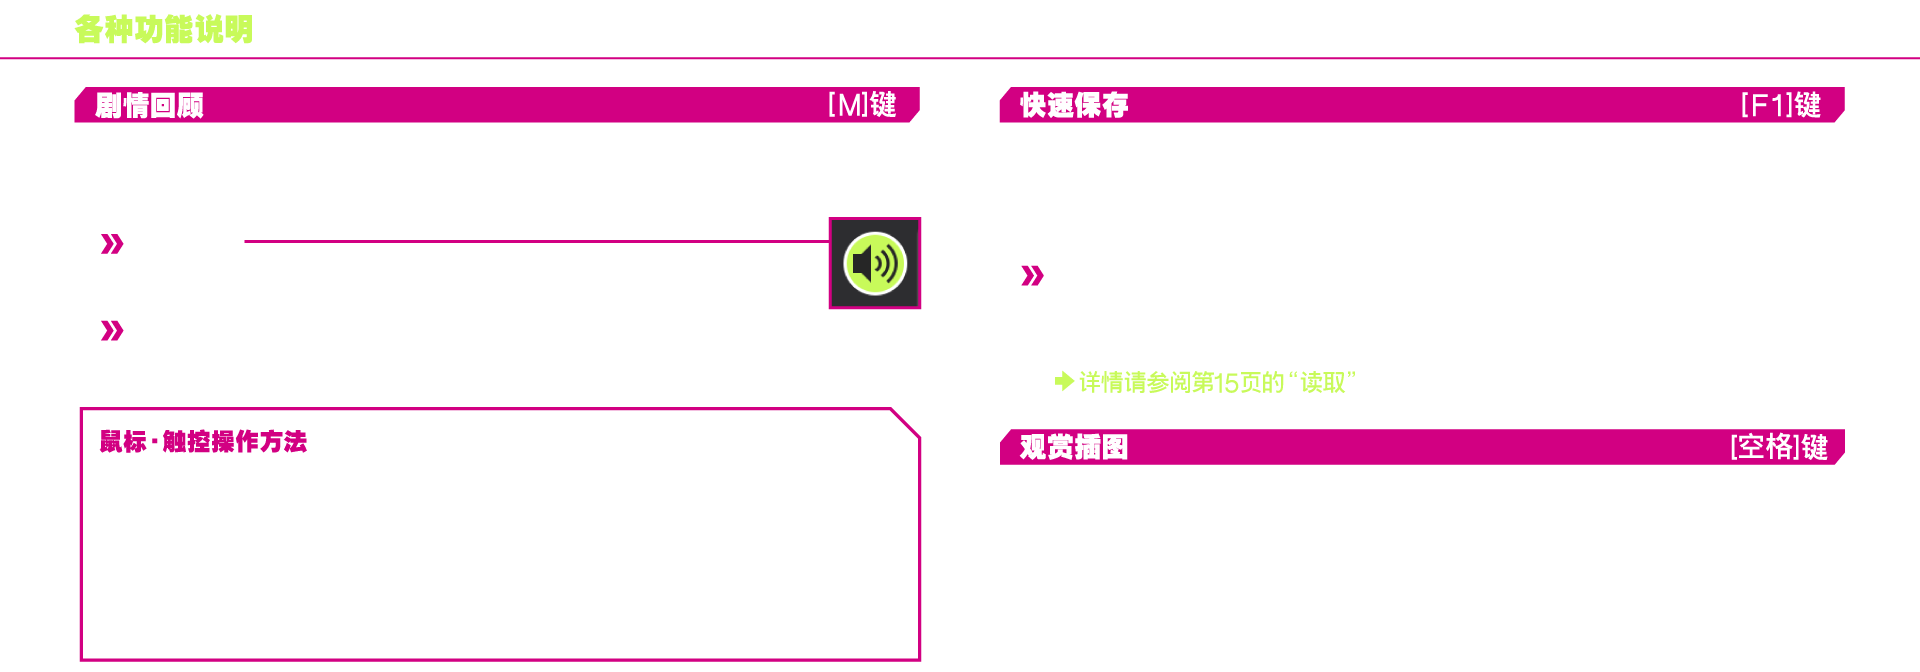 各种功能说明
剧情回顾 [M]键
鼠标·触控操作方法
快速保存 [F1]键
详情请参阅第15页的“读取”
观赏插图 [空格]键